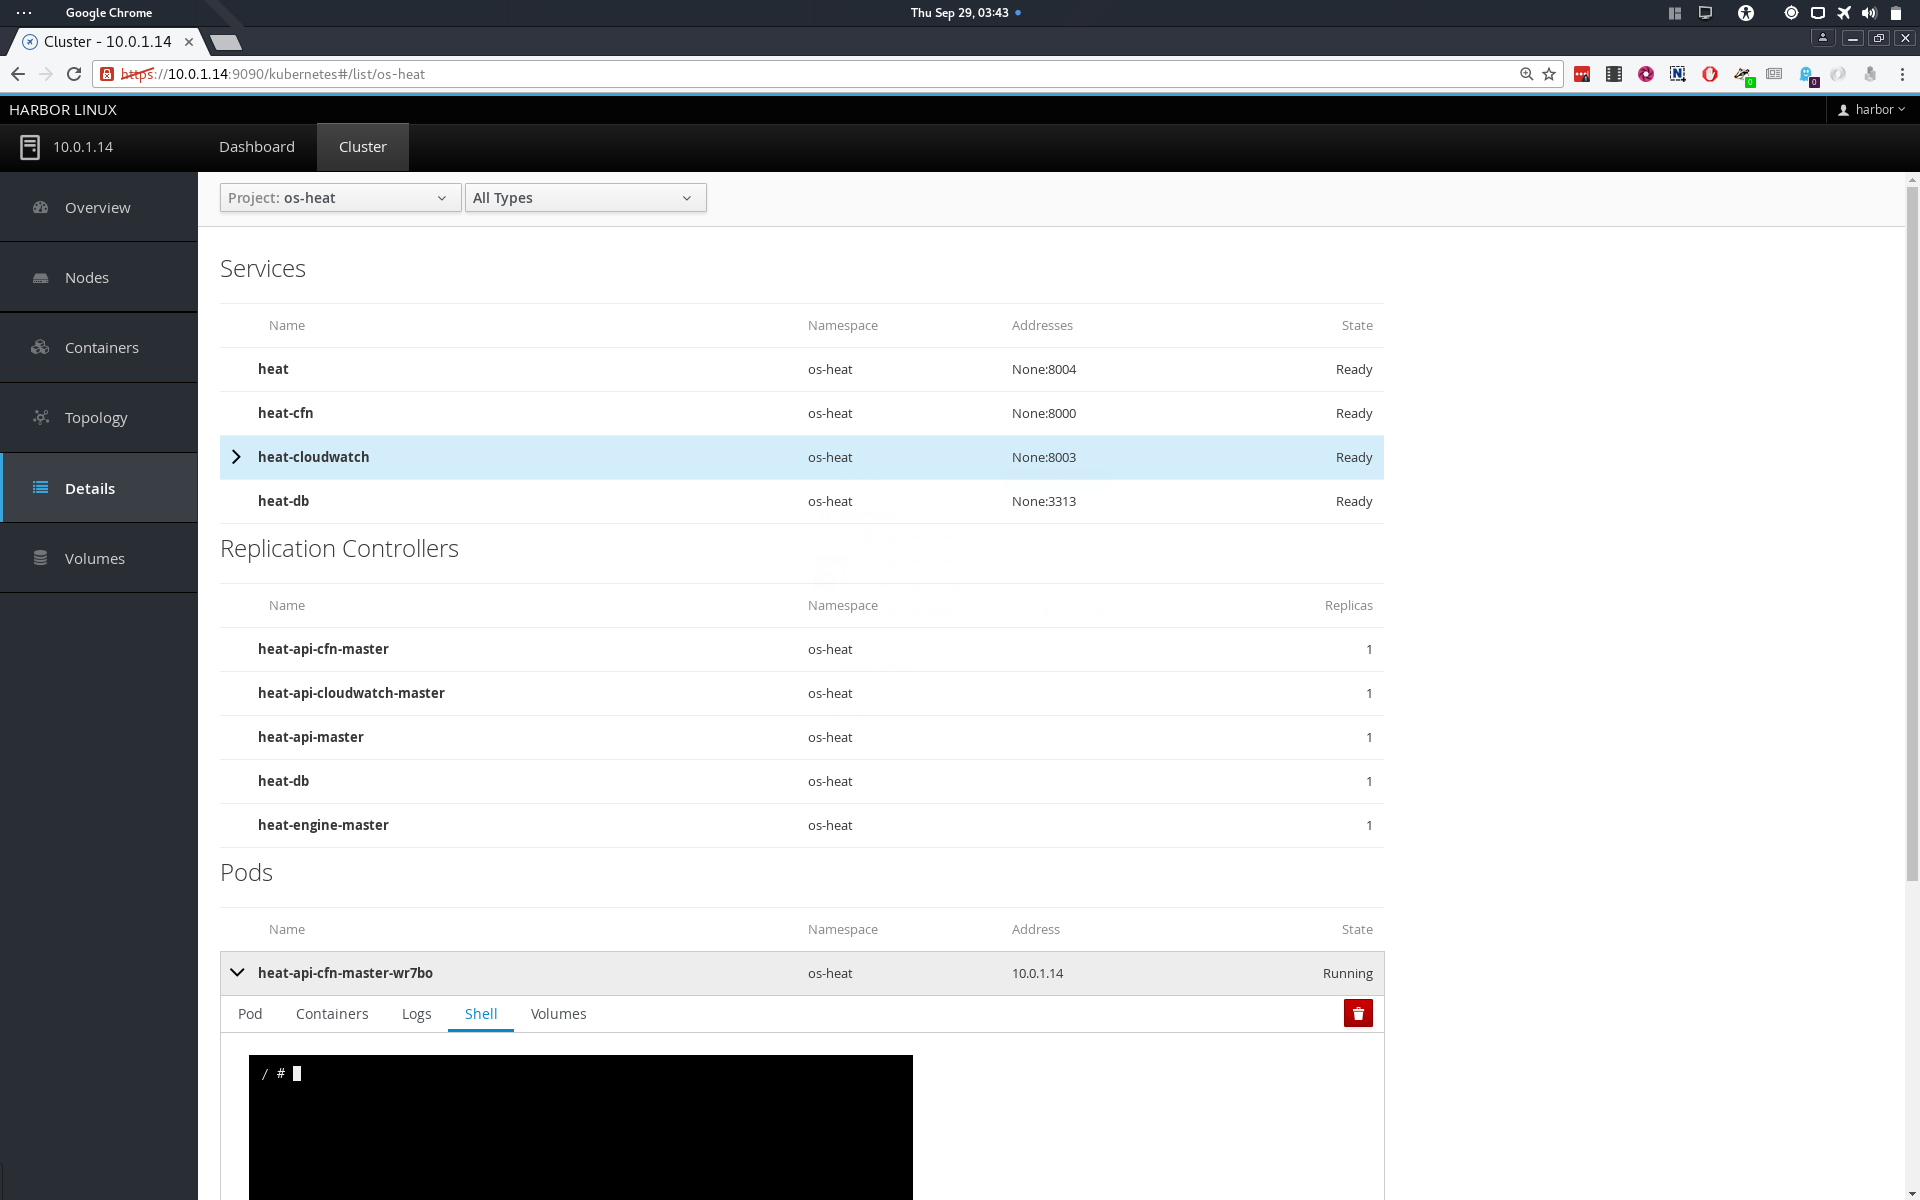 Google Chrome Thu Sep 29, 03:43
Cluster - 10.0.1.14
https://10.0.1.14:9090/kubernetes#/list/os-heat 0 0
HARBOR LINUX harbor
10.0.1.14 Dashboard Cluster
Overview
Nodes
Containers
Topology
Details
Volumes
Project: os-heat All Types
Services
Name Namespace Addresses State
heat os-heat None:8004 Ready
heat-cfn os-heat None:8000 Ready
heat-cloudwatch os-heat None:8003 Ready
heat-db os-heat None:3313 Ready
Replication Controllers
Name Namespace Replicas
heat-api-cfn-master os-heat 1
heat-api-cloudwatch-master os-heat 1
heat-api-master os-heat 1
heat-db os-heat 1
heat-engine-master os-heat 1
Pods
Name Namespace Address State
heat-api-cfn-master-wr7bo os-heat 10.0.1.14 Running
Pod Containers Logs Shell Volumes
/ #